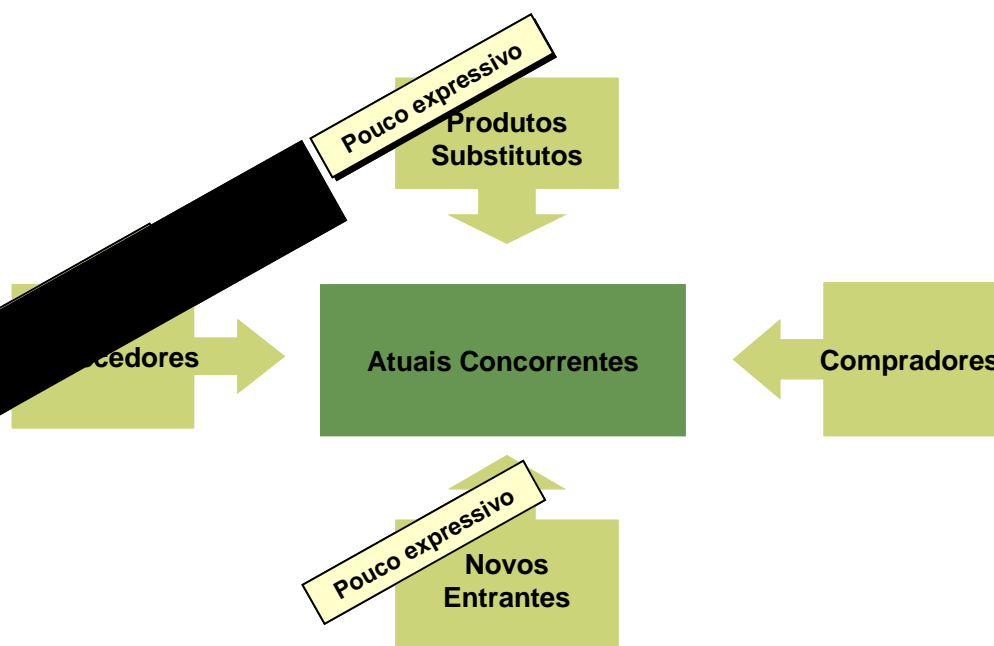 Pouco expressivo
Produtos
Substitutos
cedores
Atuais Concorrentes
Compradores
Pouco expressivo
Novos
Entrantes